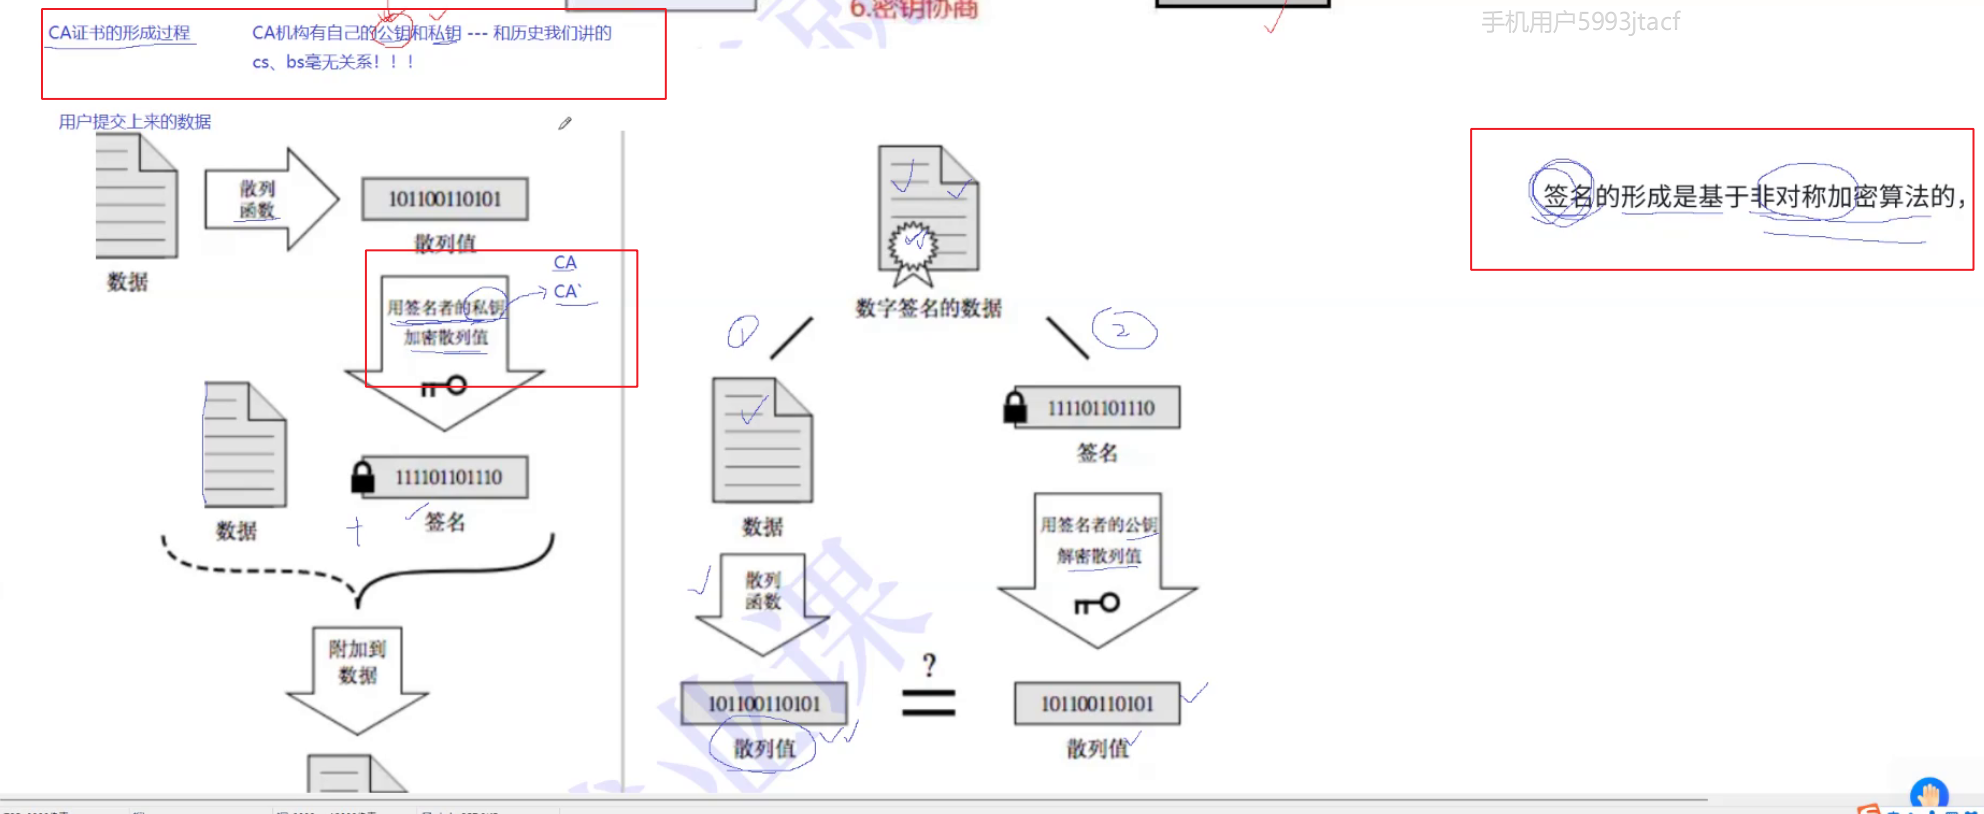 6.密钥协商
手机用户5993jtacf
CA证书的形成过程
CA机构有自己的公钥和私钥 --- 和历史我们讲的
cs、bs毫无关系！！！
用户提交上来的数据
散列
函数
101100110101
散列值
数据
CA
CA`
用签名者的私钥
加密散列值
数据
+
111101101110
签名
附加到
数据
数字签名的数据
1
2
数据
111101101110
签名
散列
函数
用签名者的公钥
解密散列值
101100110101
散列值
?
=
101100110101
散列值
签名的形成是基于非对称加密算法的，
业课